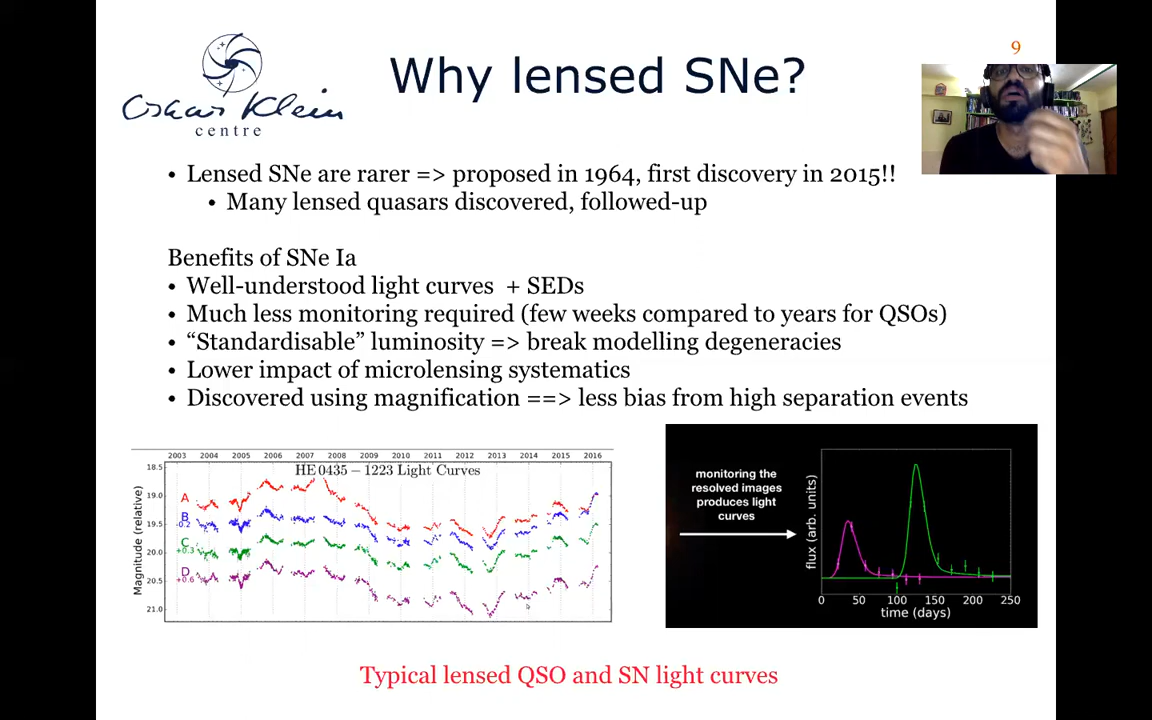 9
Oskar Klein
centre
Why lensed SNe?
• Lensed SNe are rarer => proposed in 1964, first discovery in 2015!!
• Many lensed quasars discovered, followed-up
Benefits of SNe Ia
• Well-understood light curves + SEDs
• Much less monitoring required (few weeks compared to years for QSOs)
• “Standardisable” luminosity => break modelling degeneracies
• Lower impact of microlensing systematics
• Discovered using magnification ==> less bias from high separation events
2003 2004 2005 2006 2007 2008 2009 2010 2011 2012 2013 2014 2015 2016
HE 0435 − 1223 Light Curves
Magnitude (relative)
18.5
19.0
19.5
20.0
20.5
21.0
A
B
-0.2
C
+0.3
D
+0.6
monitoring the
resolved images
produces light
curves
flux (arb. units)
0 50 100 150 200 250
time (days)
Typical lensed QSO and SN light curves